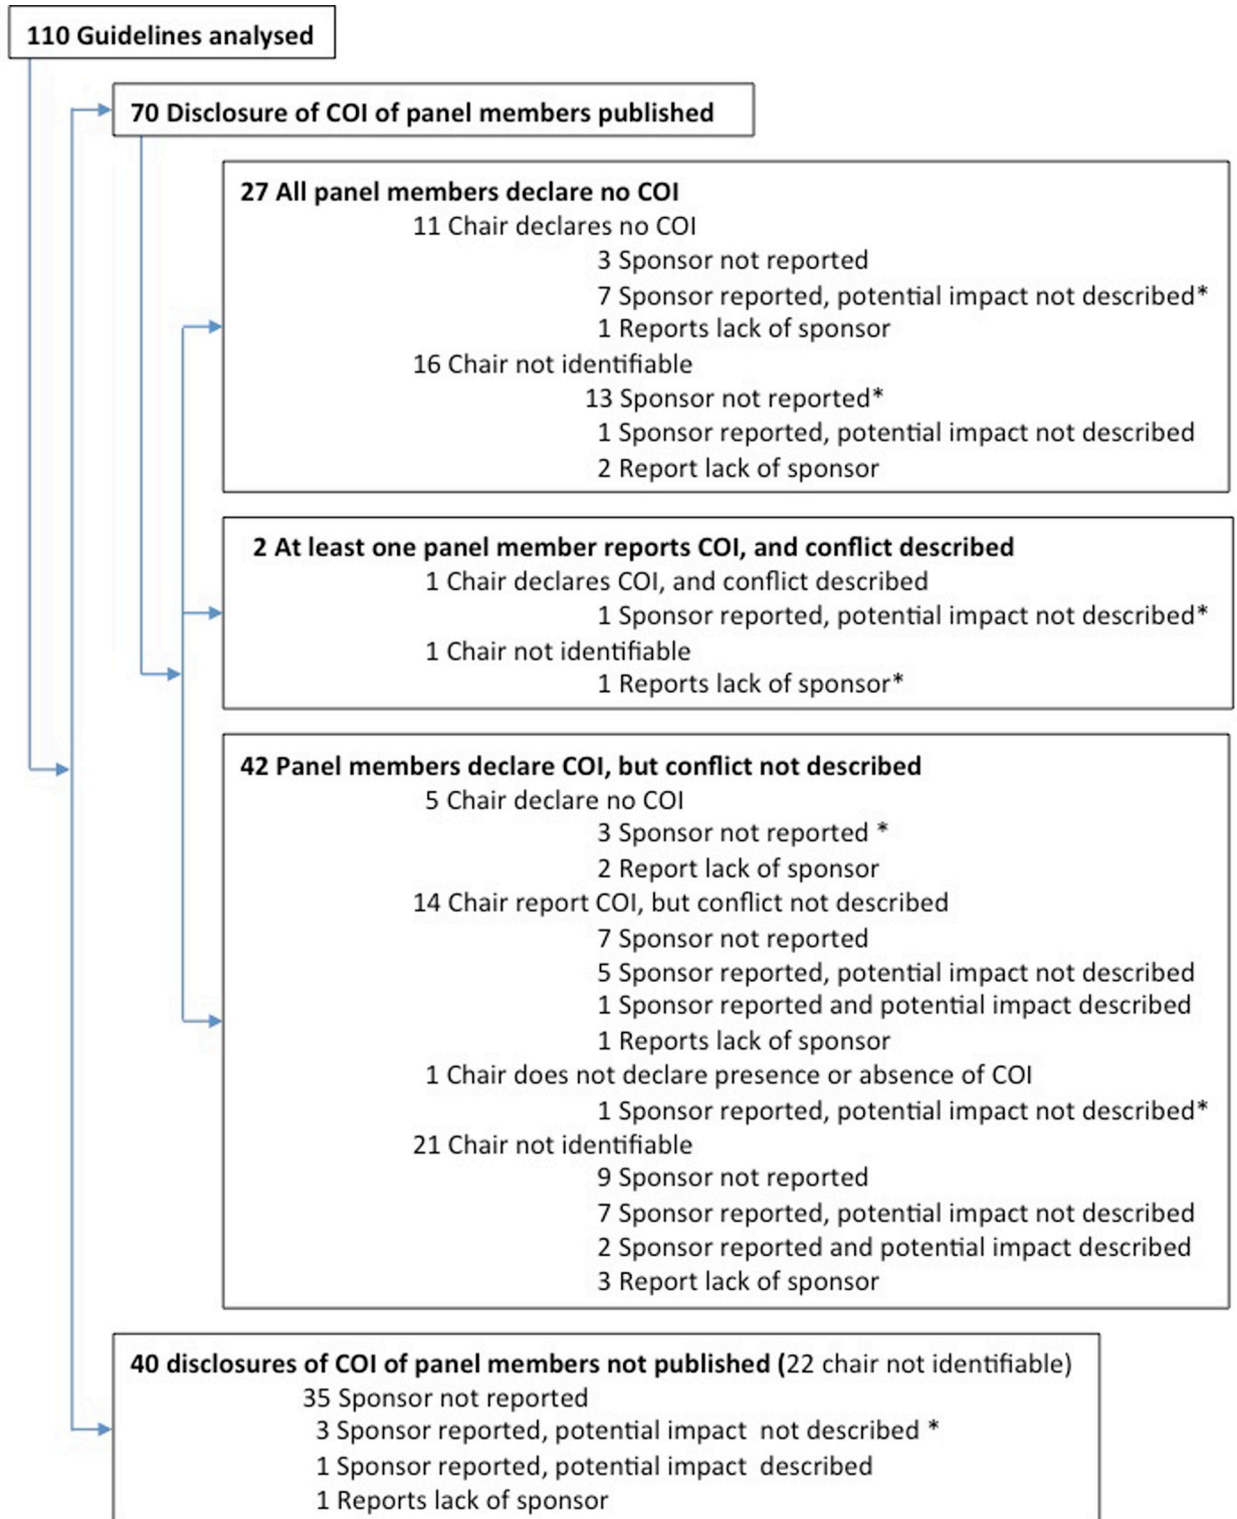 110 Guidelines analysed
70 Disclosure of COI of panel members published
27 All panel members declare no COI
11 Chair declares no COI
3 Sponsor not reported
7 Sponsor reported, potential impact not described*
1 Reports lack of sponsor
16 Chair not identifiable
13 Sponsor not reported*
1 Sponsor reported, potential impact not described
2 Report lack of sponsor
2 At least one panel member reports COI, and conflict described
1 Chair declares COI, and conflict described
1 Sponsor reported, potential impact not described*
1 Chair not identifiable
1 Reports lack of sponsor*
42 Panel members declare COI, but conflict not described
5 Chair declare no COI
3 Sponsor not reported *
2 Report lack of sponsor
14 Chair report COI, but conflict not described
7 Sponsor not reported
5 Sponsor reported, potential impact not described
1 Sponsor reported and potential impact described
1 Reports lack of sponsor
1 Chair does not declare presence or absence of COI
1 Sponsor reported, potential impact not described*
21 Chair not identifiable
9 Sponsor not reported
7 Sponsor reported, potential impact not described
2 Sponsor reported and potential impact described
3 Report lack of sponsor
40 disclosures of COI of panel members not published (22 chair not identifiable)
35 Sponsor not reported
3 Sponsor reported, potential impact not described *
1 Sponsor reported, potential impact described
1 Reports lack of sponsor